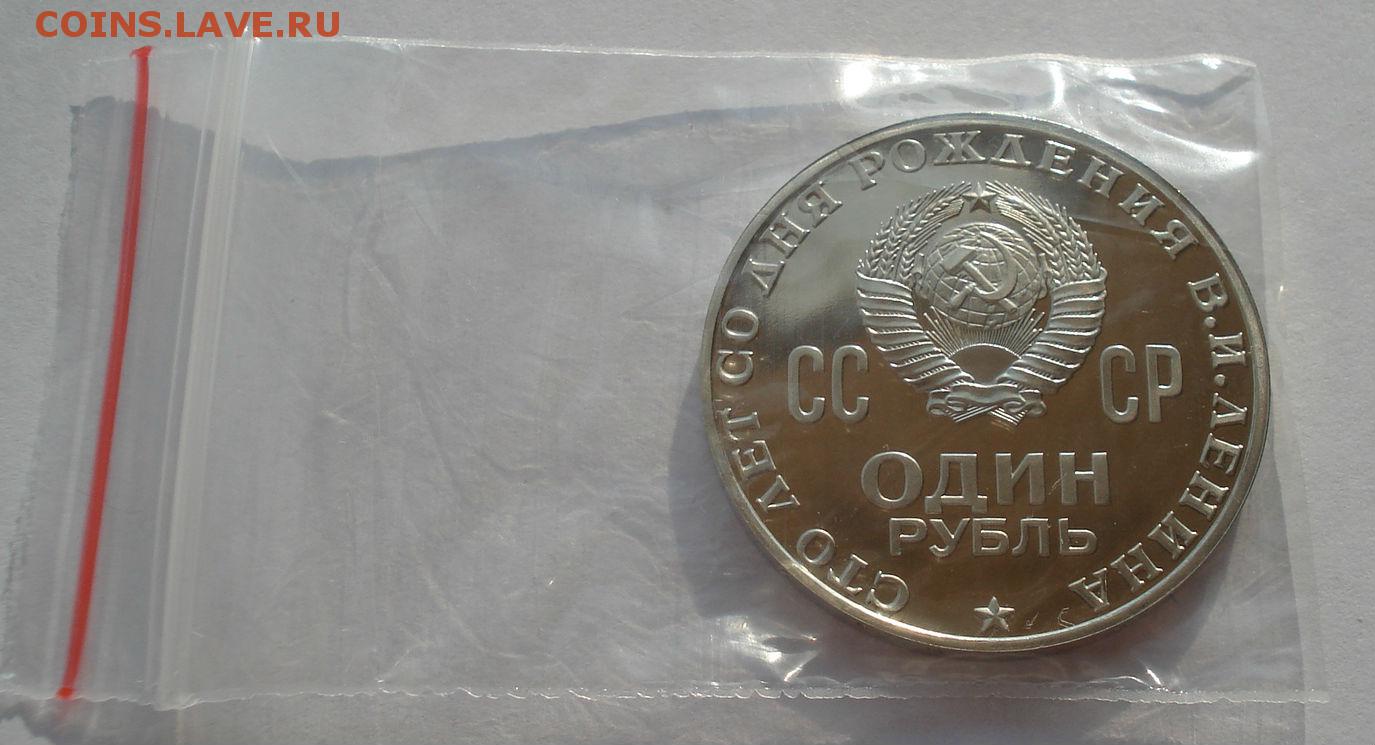 COINS.LAVE.RU
СТО ЛЕТ СО ДНЯ РОЖДЕНИЯ В.И.ЛЕНИНА
СС СР
ОДИН
РУБЛЬ